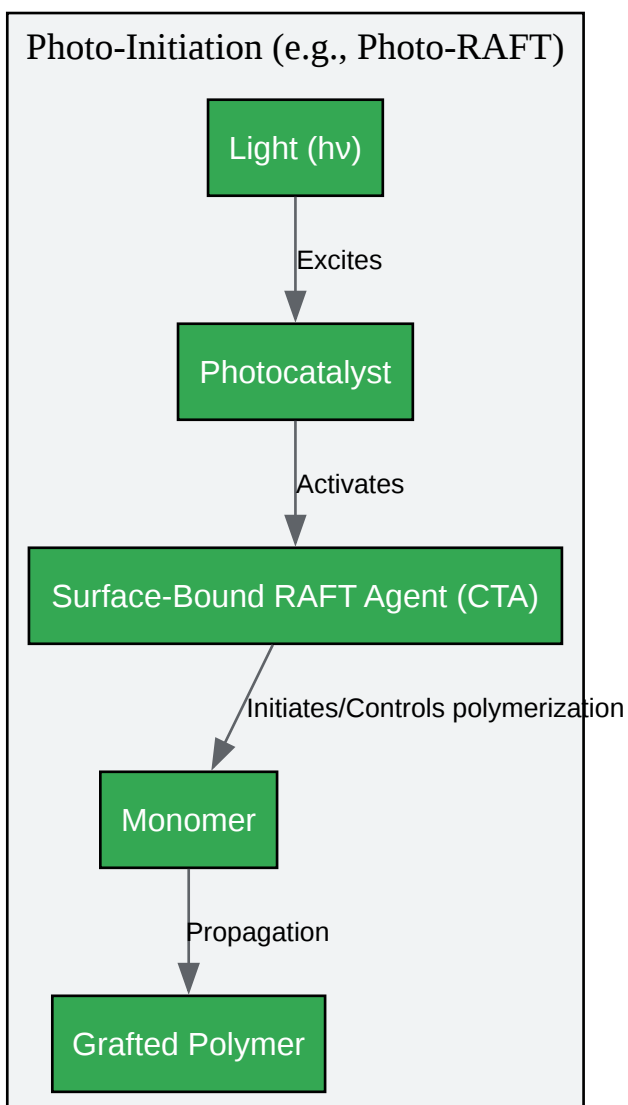 Photo-Initiation (e.g., Photo-RAFT)
Light (hν)
Excites
Photocatalyst
Activates
Surface-Bound RAFT Agent (CTA)
Initiates/Controls polymerization
Monomer
Propagation
Grafted Polymer